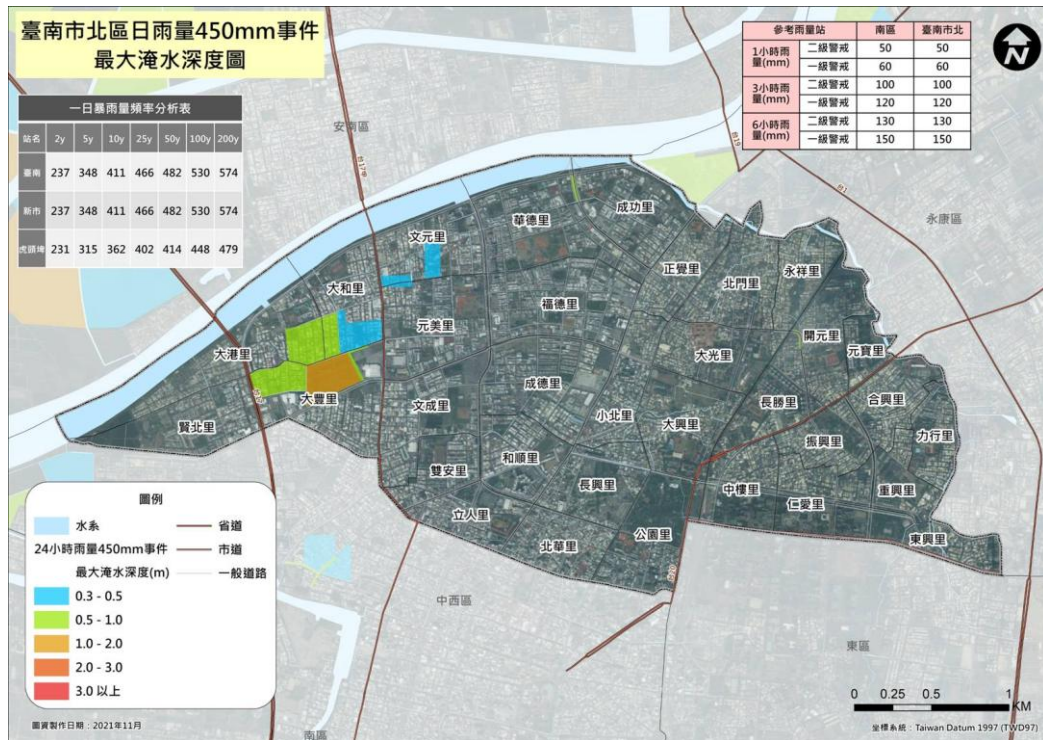 臺南市北區日雨量450mm事件
最大淹水深度圖
一日暴雨量頻率分析表
站名 2y 5y 10y 25y 50y 100y 200y
臺南 237 348 411 466 482 530 574
新市 237 348 411 466 482 530 574
虎頭埤 231 315 362 402 414 448 479
參考雨量站 南區 臺南市北
1小時雨量(mm) 二級警戒 50 50
一級警戒 60 60
3小時雨量(mm) 二級警戒 100 100
一級警戒 120 120
6小時雨量(mm) 二級警戒 130 130
一級警戒 150 150
N
安南區
台17甲
台19
台1
永康區
成功里
華德里
文元里
正覺里
永祥里
北門里
大和里
福德里
元美里
開元里
元寶里
大港里
大光里
成德里
大豐里
合興里
文成里
長勝里
小北里
大興里
賢北里
力行里
振興里
和順里
雙安里
長興里
中樓里
重興里
仁愛里
立人里
公園里
東興里
北華里
中西區
東區
南區
圖例
水系
省道
24小時雨量450mm事件
市道
最大淹水深度(m)
一般道路
0.3 - 0.5
0.5 - 1.0
1.0 - 2.0
2.0 - 3.0
3.0 以上
圖資製作日期：2021年11月
0 0.25 0.5 1
KM
坐標系統：Taiwan Datum 1997 (TWD97)